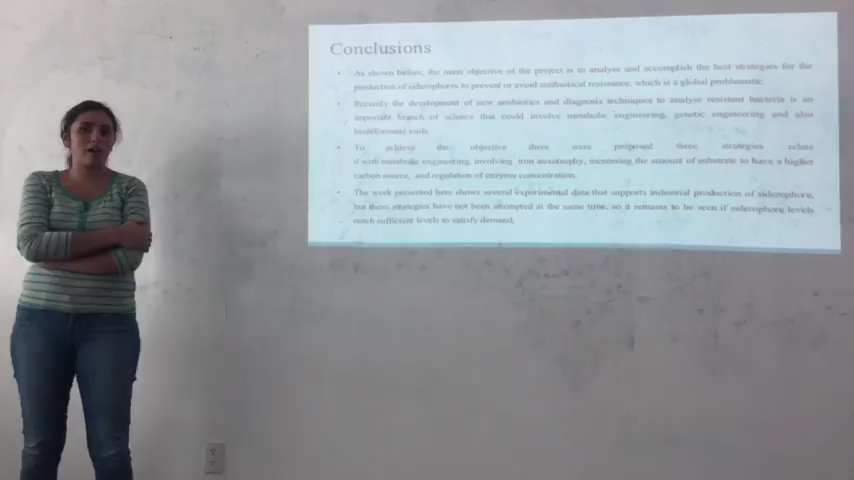 Conclusions
• As shown before, the main objective of the project is to analyse and accomplish the best strategies for the
production of siderophores to prevent or avoid antibiotical resistance, which is a global problematic.
• Recently the development of new antibiotics and diagnosis techniques to analyse resistant bacteria is an
important branch of science that could involve metabolic engineering, genetic engineering and also
bioinformatic tools.
• To achieve the objective there were proposed three strategies relate
d with metabolic engineering, involving iron auxotrophy, increasing the amount of substrate to have a higher
carbon source, and regulation of enzyme concentration.
• The work presented here shows several experimental data that supports industrial production of siderophore,
but these strategies have not been attempted at the same time, so it remains to be seen if siderophore levels
reach sufficient levels to satisfy demand.